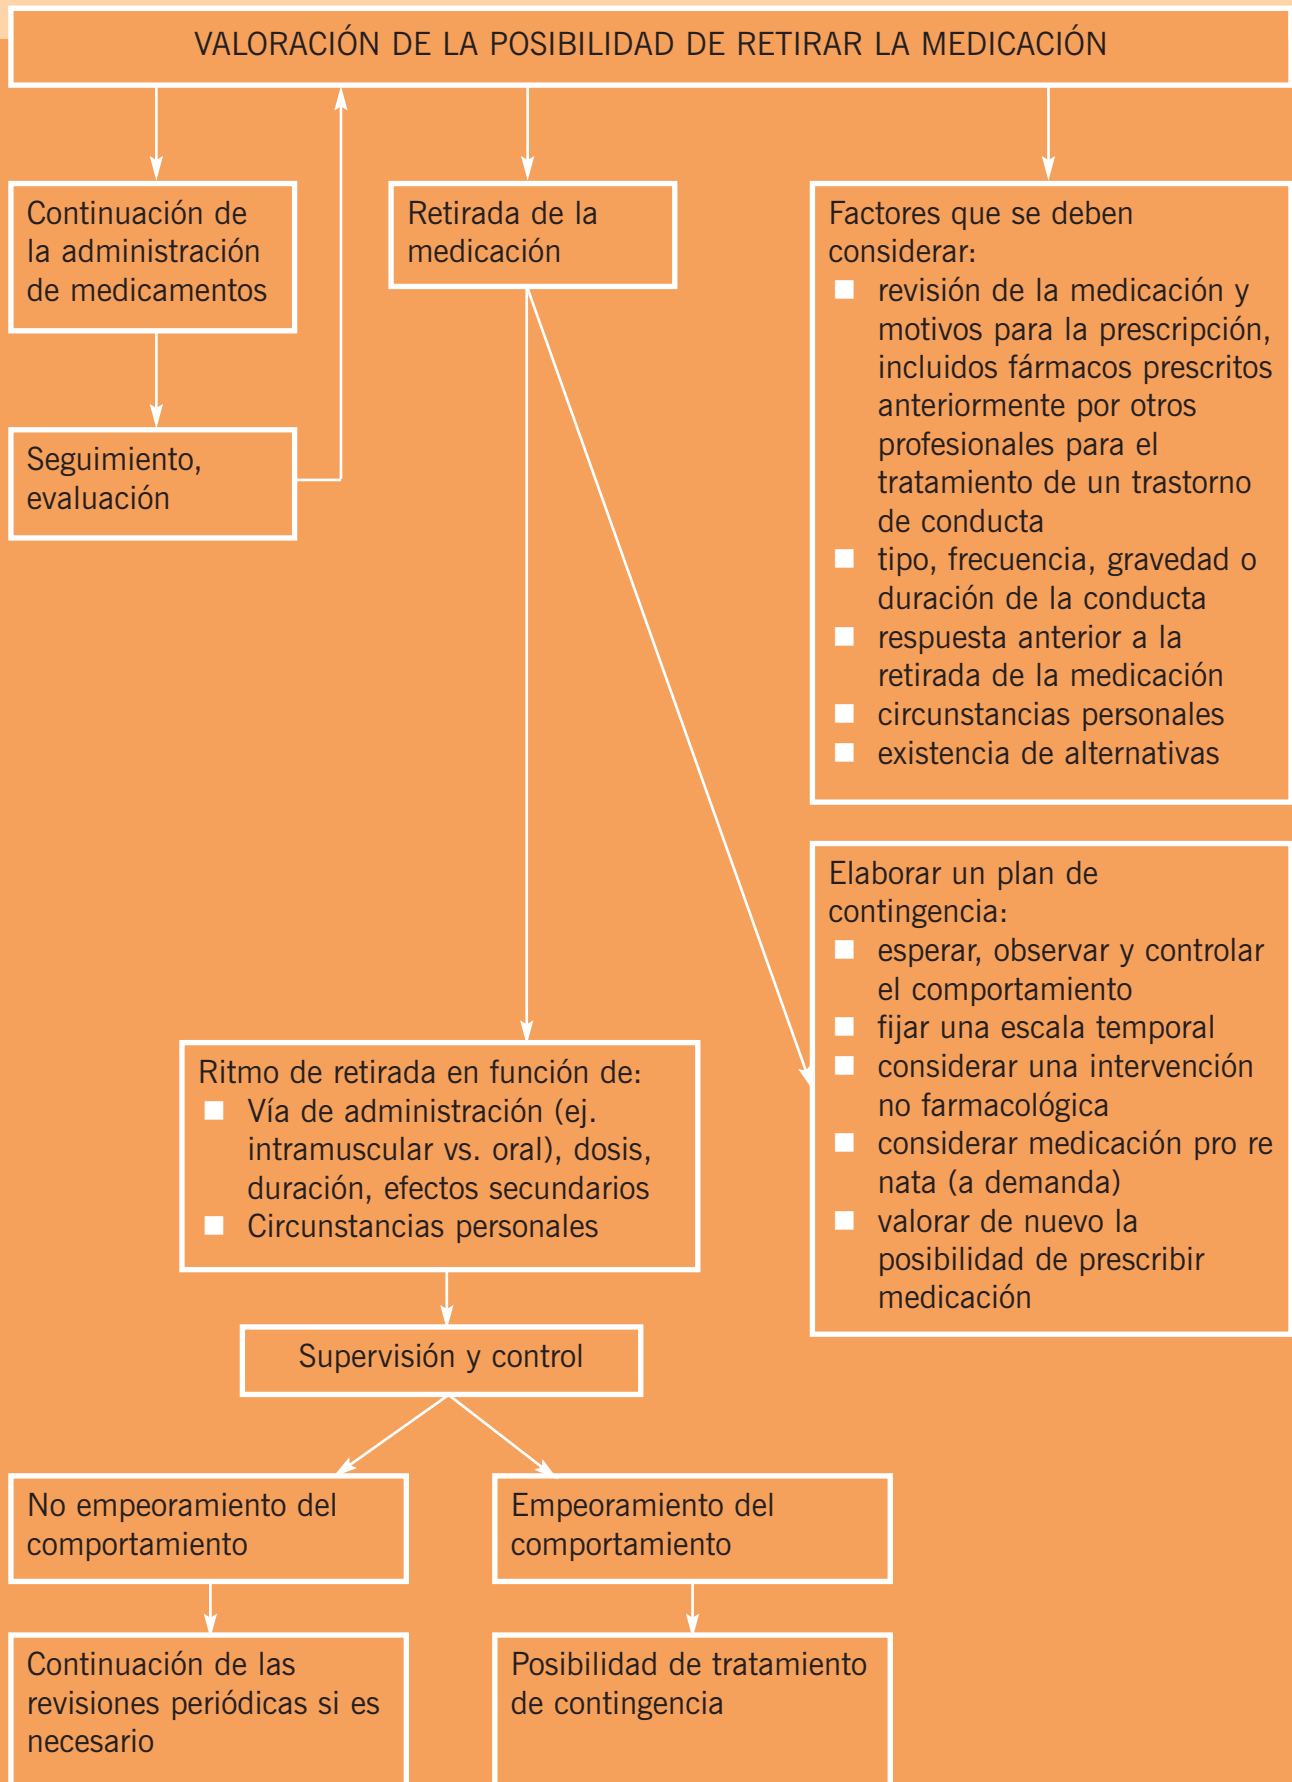 VALORACIÓN DE LA POSIBILIDAD DE RETIRAR LA MEDICACIÓN
Continuación de
la administración
de medicamentos
Seguimiento,
evaluación
Retirada de la
medicación
Factores que se deben
considerar:
revisión de la medicación y
motivos para la prescripción,
incluidos fármacos prescritos
anteriormente por otros
profesionales para el
tratamiento de un trastorno
de conducta
tipo, frecuencia, gravedad o
duración de la conducta
respuesta anterior a la
retirada de la medicación
circunstancias personales
existencia de alternativas
Elaborar un plan de
contingencia:
esperar, observar y controlar
el comportamiento
fijar una escala temporal
considerar una intervención
no farmacológica
considerar medicación pro re
nata (a demanda)
valorar de nuevo la
posibilidad de prescribir
medicación
Ritmo de retirada en función de:
Vía de administración (ej.
intramuscular vs. oral), dosis,
duración, efectos secundarios
Circunstancias personales
Supervisión y control
No empeoramiento del
comportamiento
Empeoramiento del
comportamiento
Continuación de las
revisiones periódicas si es
necesario
Posibilidad de tratamiento
de contingencia